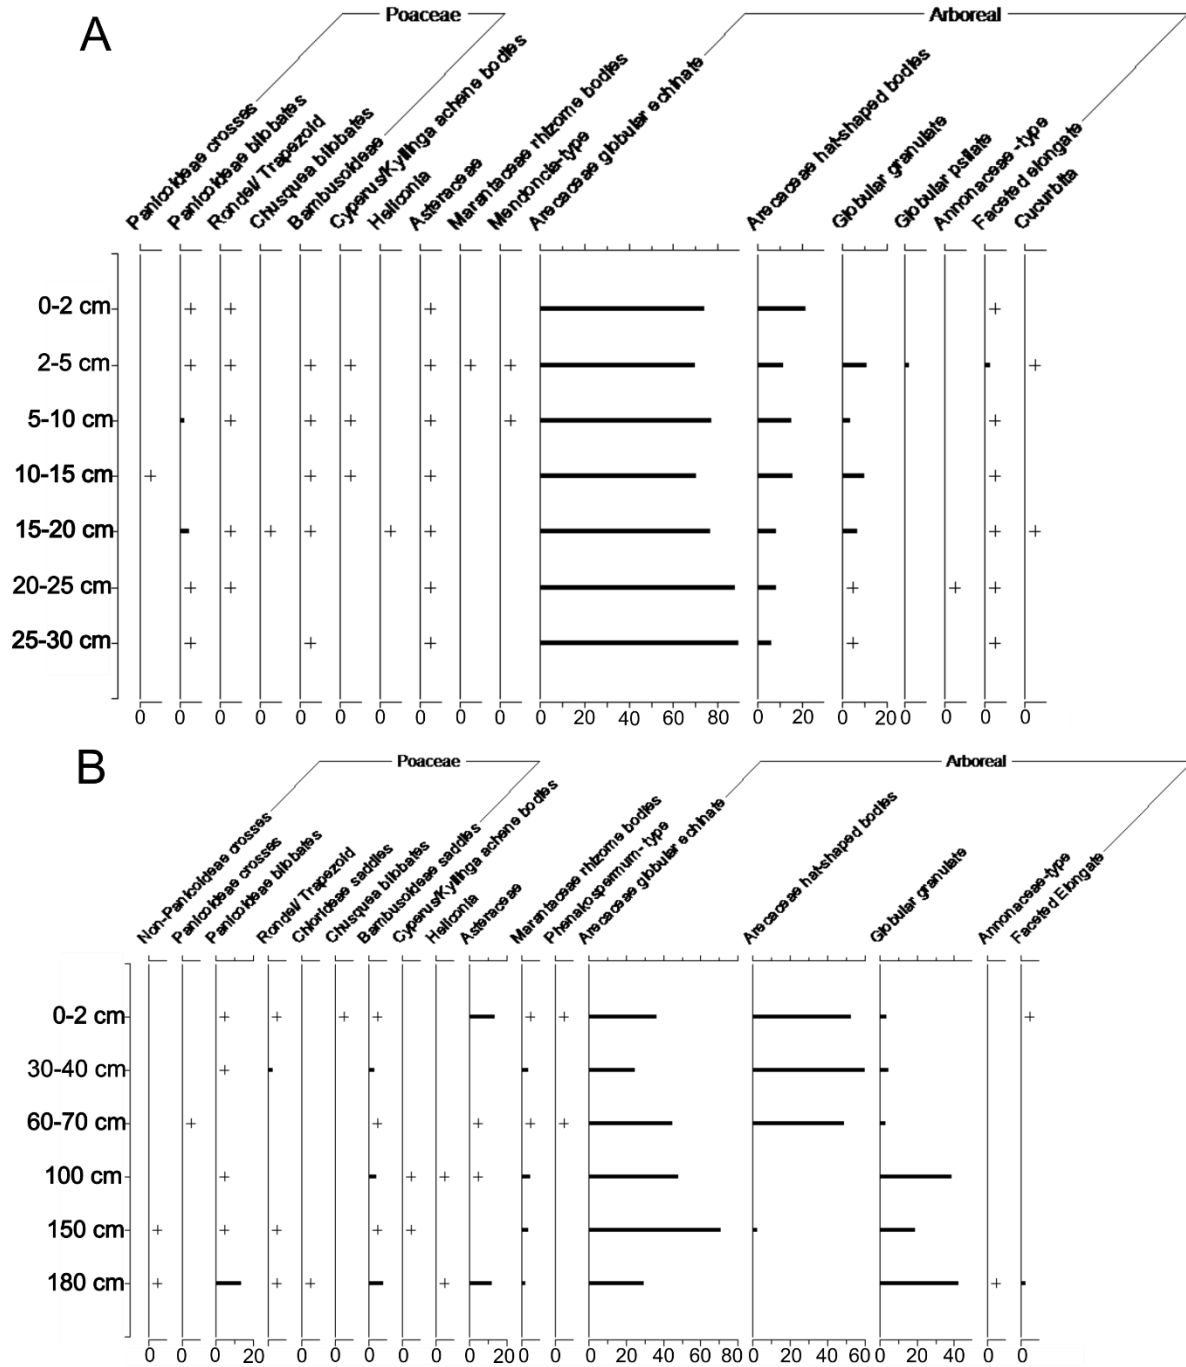 A
Poaceae
Arboreal
Panicoideae crosses
Panicoideae bilobates
Rondel/ Trapezoid
Chusquea bilobates
Bambusoideae
Cyperus/Kyllinga achene bodies
Heliconia
Asteraceae
Marantaceae rhizome bodies
Mendoncia-type
Arecaceae globular echinate
Arecaceae hat-shaped bodies
Globular granulate
Globular psilate
Annonaceae -type
Faceted elongate
Cucurbita
0-2 cm
2-5 cm
5-10 cm
10-15 cm
15-20 cm
20-25 cm
25-30 cm
0 0 0 0 0 0 0 0 0 0 0 20 40 60 80 0 20 0 20 0 0 0 0
B
Poaceae
Arboreal
Non-Panicoideae crosses
Panicoideae crosses
Panicoideae bilobates
Rondel/ Trapezoid
Chlorideae saddles
Chusquea bilobates
Bambusoideae saddles
Cyperus/Kyllinga achene bodies
Heliconia
Asteraceae
Marantaceae rhizome bodies
Phenakospermum- type
Arecaceae globular echinate
Arecaceae hat-shaped bodies
Globular granulate
Annonaceae-type
Faceted Elongate
0-2 cm
30-40 cm
60-70 cm
100 cm
150 cm
180 cm
0 0 0 20 0 0 0 0 0 0 0 20 0 0 0 20 40 60 80 0 20 40 60 0 20 40 0 0